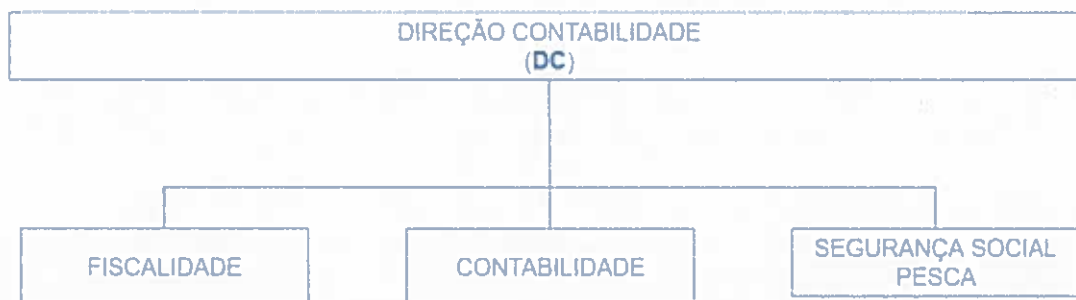 DIREÇÃO CONTABILIDADE
(DC)
FISCALIDADE
CONTABILIDADE
SEGURANÇA SOCIAL
PESCA